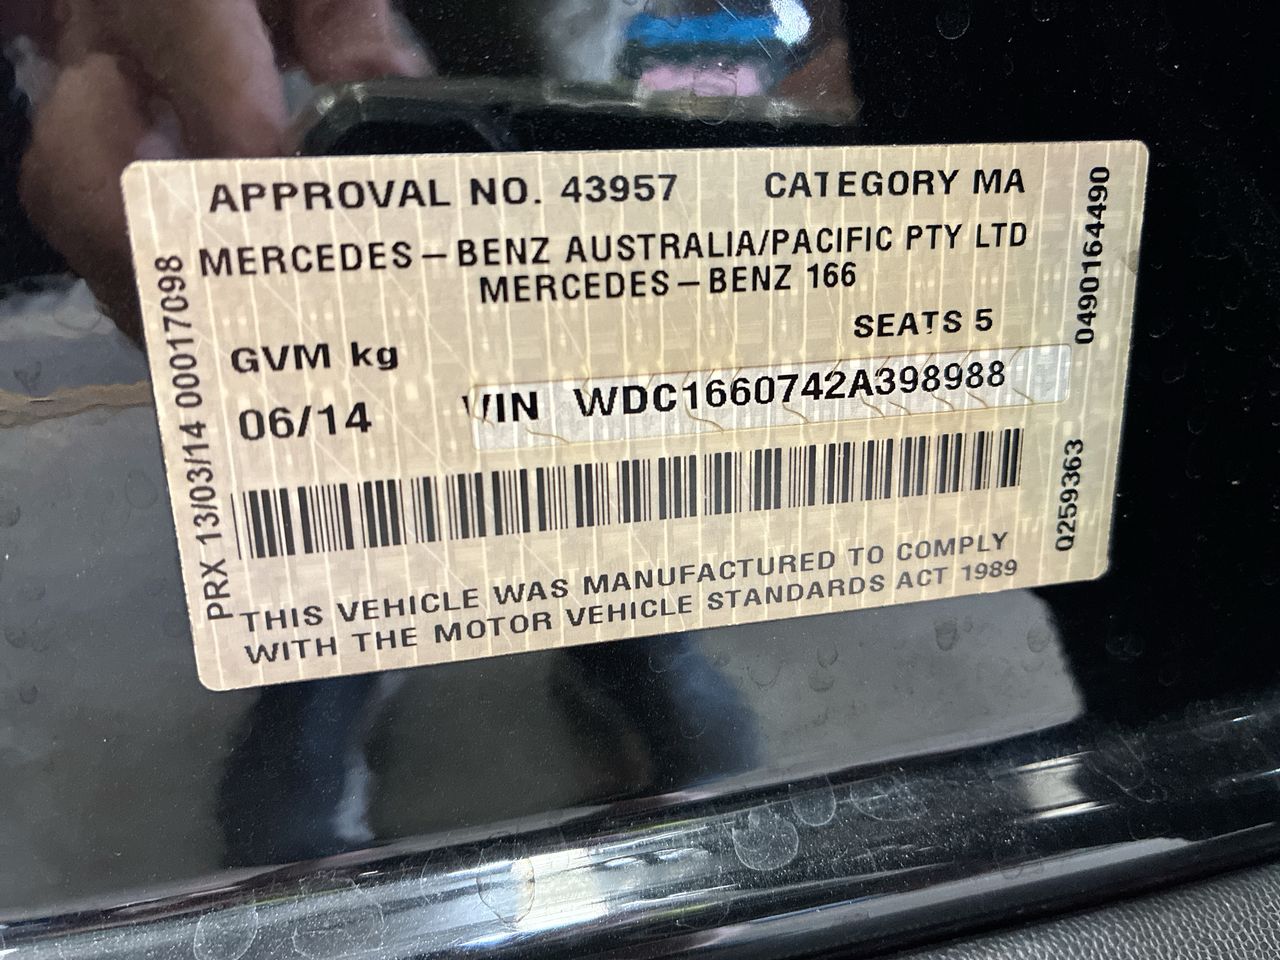 APPROVAL NO. 43957 CATEGORY MA
MERCEDES-BENZ AUSTRALIA/PACIFIC PTY LTD
MERCEDES-BENZ 166
SEATS 5
GVM kg
06/14 VIN WDC1660742A398988
THIS VEHICLE WAS MANUFACTURED TO COMPLY
WITH THE MOTOR VEHICLE STANDARDS ACT 1989
PRX 13/03/14 00017098
0490164490
Q259363